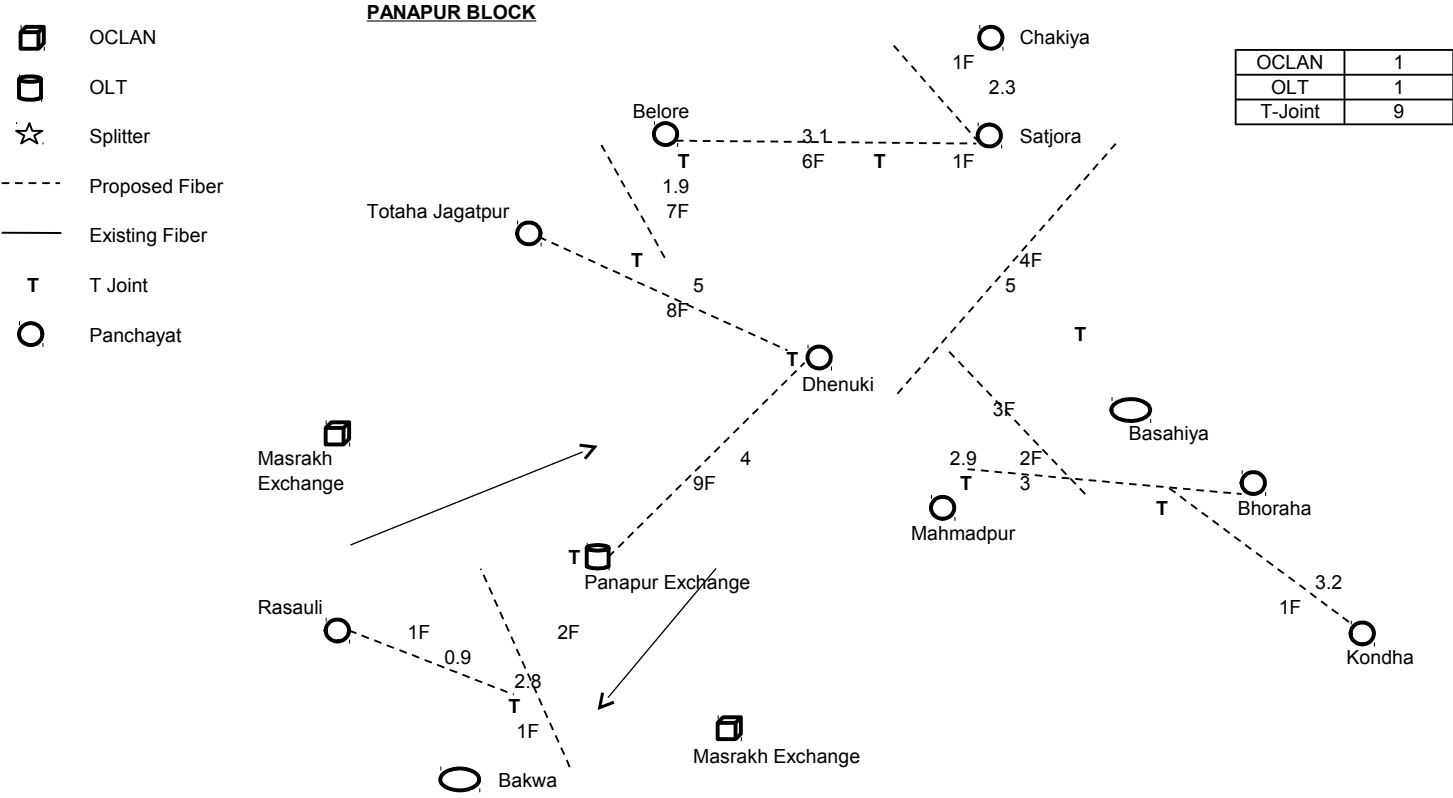 PANAPUR BLOCK
OCLAN
OLT
Splitter
Proposed Fiber
Existing Fiber
T T Joint
Panchayat
OCLAN 1
OLT 1
T-Joint 9
Chakiya
1F
2.3
Belore
3.1
Satjora
T
6F
T
1F
1.9
7F
Totaha Jagatpur
T
5
8F
4F
5
T
T
Dhenuki
3F
Basahiya
Masrakh
Exchange
4
9F
2.9
2F
T
3
Mahmadpur
T
Bhoraha
T
Panapur Exchange
3.2
1F
Kondha
Rasauli
1F
2F
0.9
2.8
T
1F
Masrakh Exchange
Bakwa